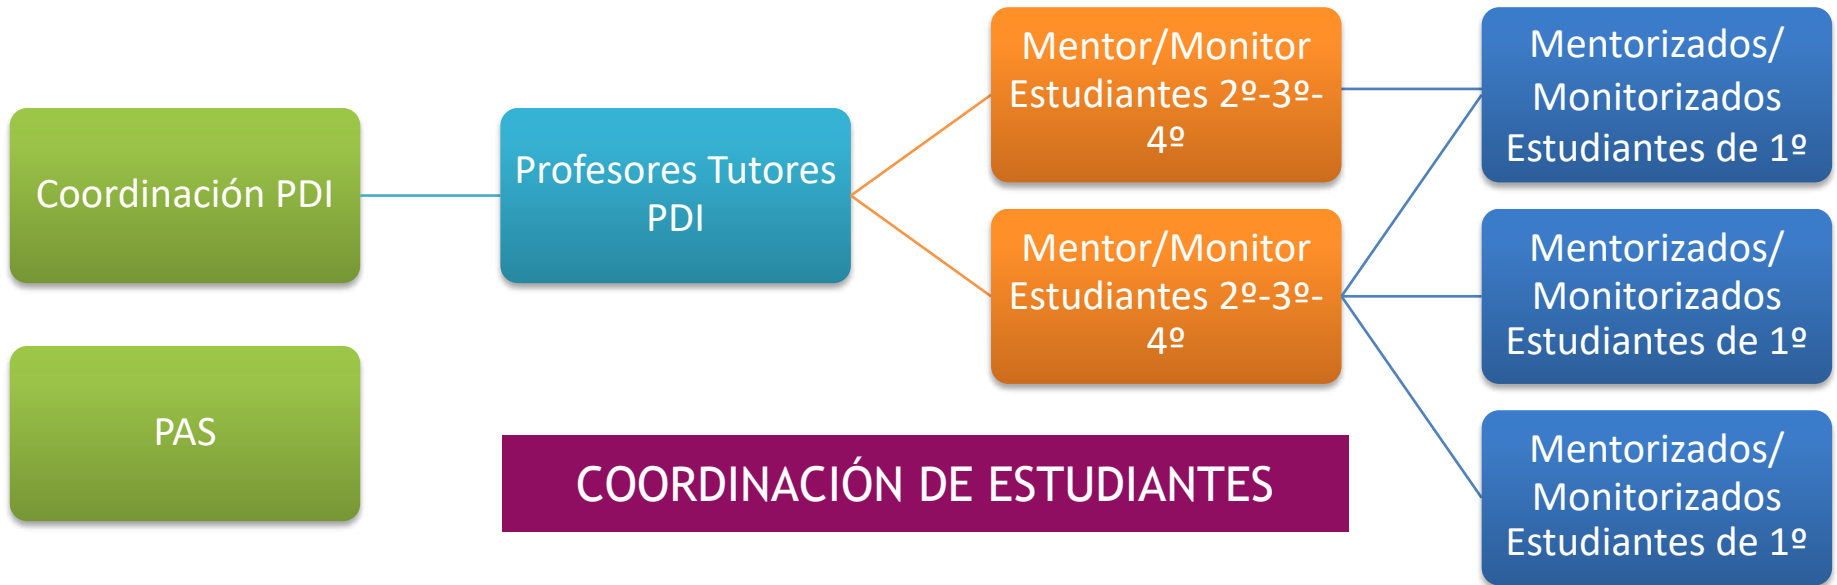 Coordinación PDI
PAS
Profesores Tutores
PDI
COORDINACIÓN DE ESTUDIANTES
Mentor/Monitor
Estudiantes 2º-3º-
4º
Mentor/Monitor
Estudiantes 2º-3º-
4º
Mentorizados/
Monitorizados
Estudiantes de 1º
Mentorizados/
Monitorizados
Estudiantes de 1º
Mentorizados/
Monitorizados
Estudiantes de 1º